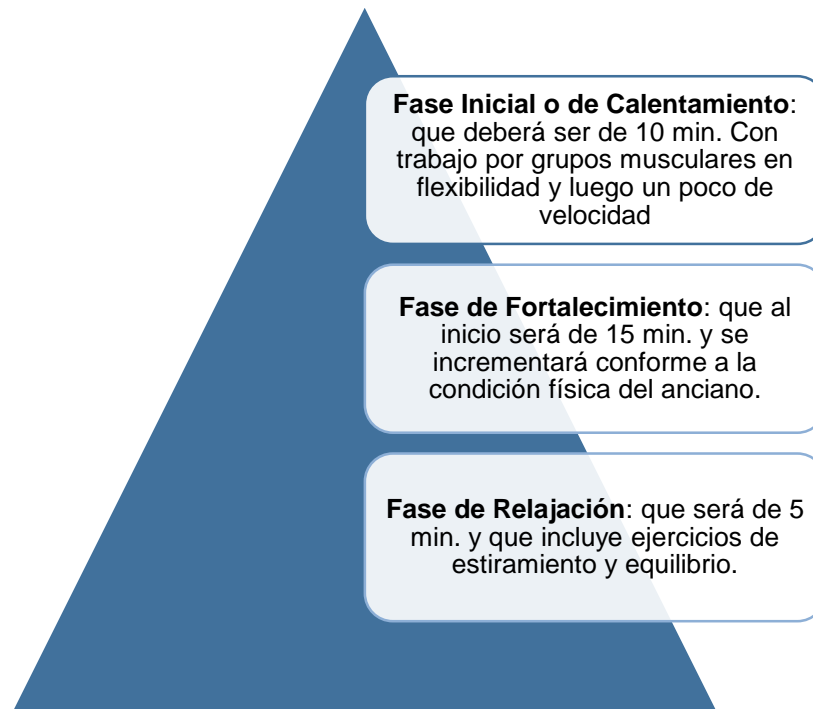 Fase Inicial o de Calentamiento:
que deberá ser de 10 min. Con
trabajo por grupos musculares en
flexibilidad y luego un poco de
velocidad
Fase de Fortalecimiento: que al
inicio será de 15 min. y se
incrementará conforme a la
condición física del anciano.
Fase de Relajación: que será de 5
min. y que incluye ejercicios de
estiramiento y equilibrio.